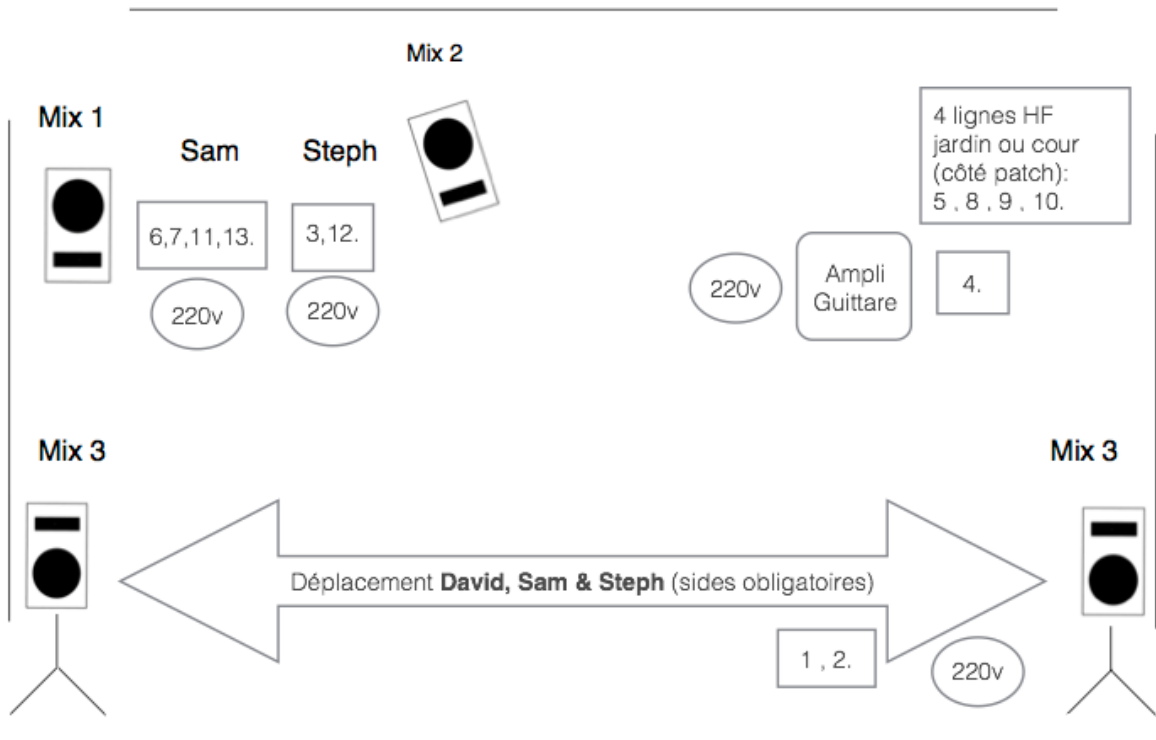 Mix 2
Mix 1
Sam
Steph
4 lignes HF
jardin ou cour
(côté patch):
5 , 8 , 9 , 10.
6,7,11,13.
3,12.
220v
220v
220v
Ampli
Guittare
4.
Mix 3
Mix 3
Déplacement David, Sam & Steph (sides obligatoires)
1 , 2.
220v